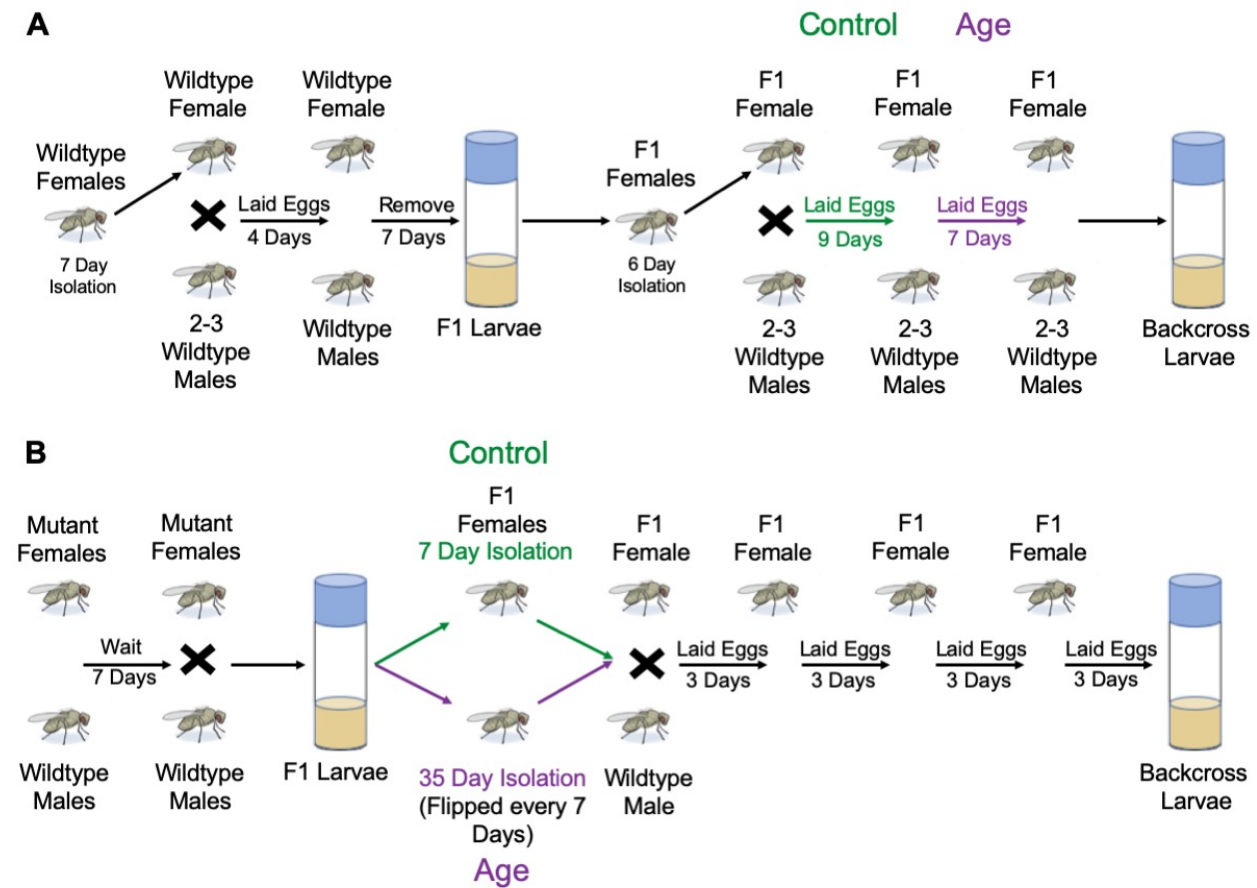 A
Control
Age
Wildtype
Female
Wildtype
Female
F1
Female
F1
Female
F1
Female
Wildtype
Females
F1
Females
Laid Eggs
4 Days
Remove
7 Days
Laid Eggs
9 Days
Laid Eggs
7 Days
7 Day
Isolation
6 Day
Isolation
2-3
Wildtype
Males
Wildtype
Males
F1 Larvae
2-3
Wildtype
Males
2-3
Wildtype
Males
2-3
Wildtype
Males
Backcross
Larvae
B
Control
Mutant
Females
Mutant
Females
F1
Females
7 Day Isolation
F1
Female
F1
Female
F1
Female
F1
Female
Wait
7 Days
Laid Eggs
3 Days
Laid Eggs
3 Days
Laid Eggs
3 Days
Laid Eggs
3 Days
Wildtype
Males
Wildtype
Males
F1 Larvae
35 Day Isolation
(Flipped every 7
Days)
Age
Wildtype
Male
Backcross
Larvae